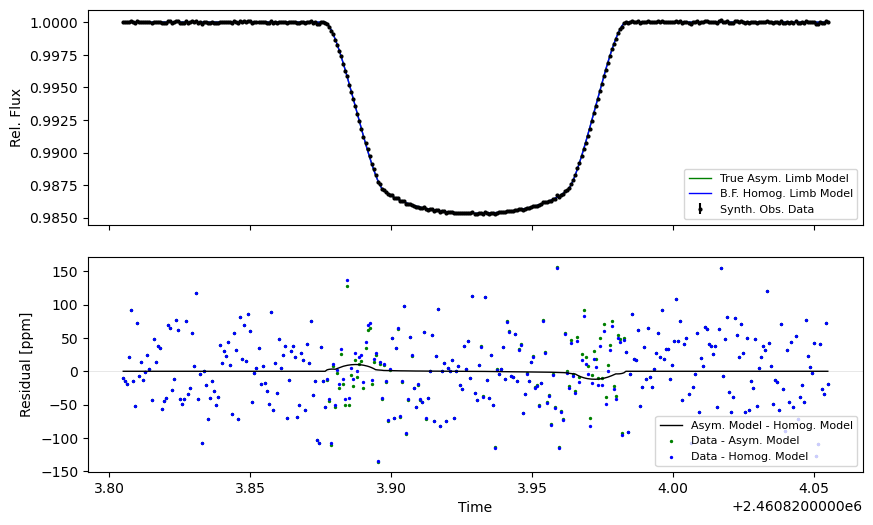 1.0000
0.9975
0.9950
0.9925
0.9900
0.9875
0.9850
Rel. Flux
True Asym. Limb Model
B.F. Homog. Limb Model
Synth. Obs. Data
150
100
50
0
−50
−100
−150
Residual [ppm]
Asym. Model - Homog. Model
Data - Asym. Model
Data - Homog. Model
3.80
3.85
3.90
3.95
4.00
4.05
Time
+2.4608200000e6